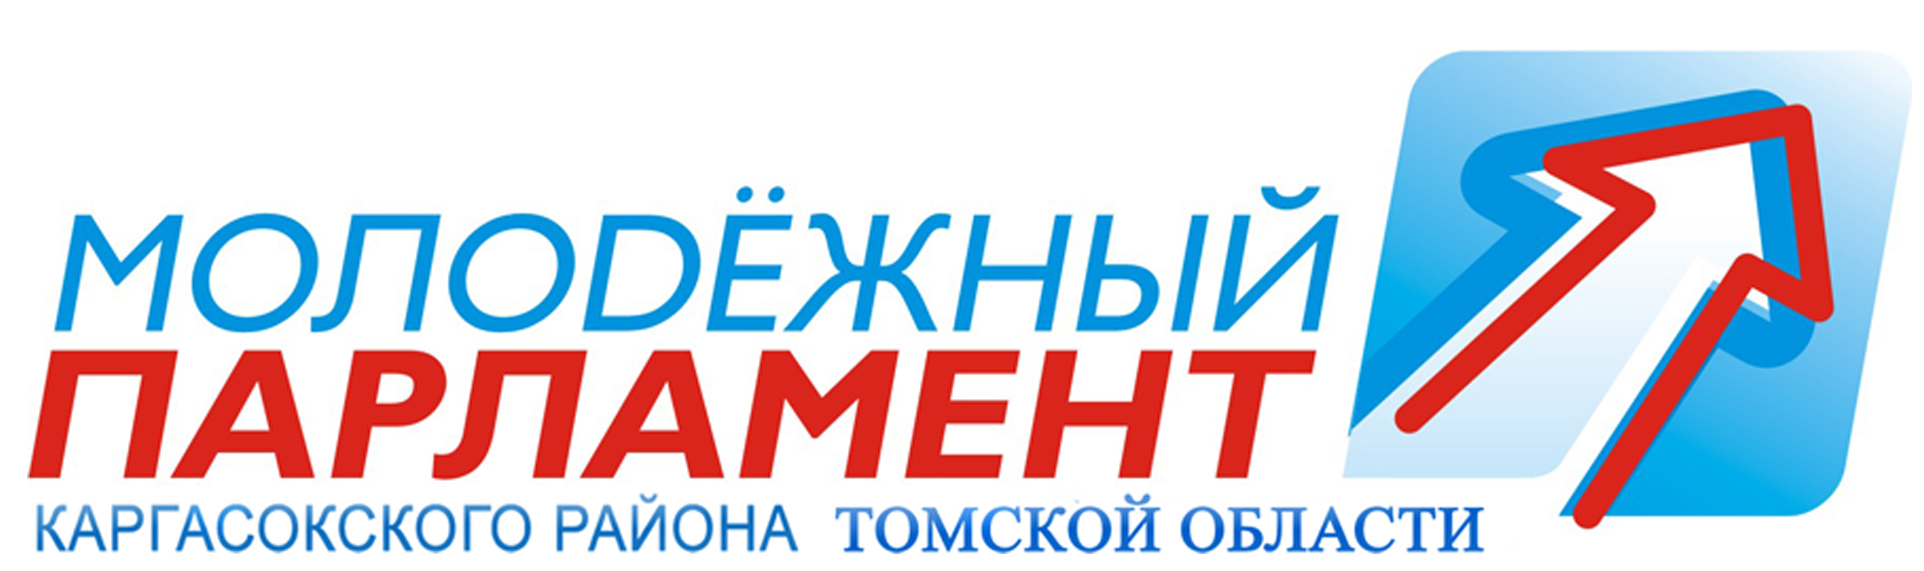 МОЛОДЁЖНЫЙ
ПАРЛАМЕНТ
КАРГАСОКСКОГО РАЙОНА ТОМСКОЙ ОБЛАСТИ